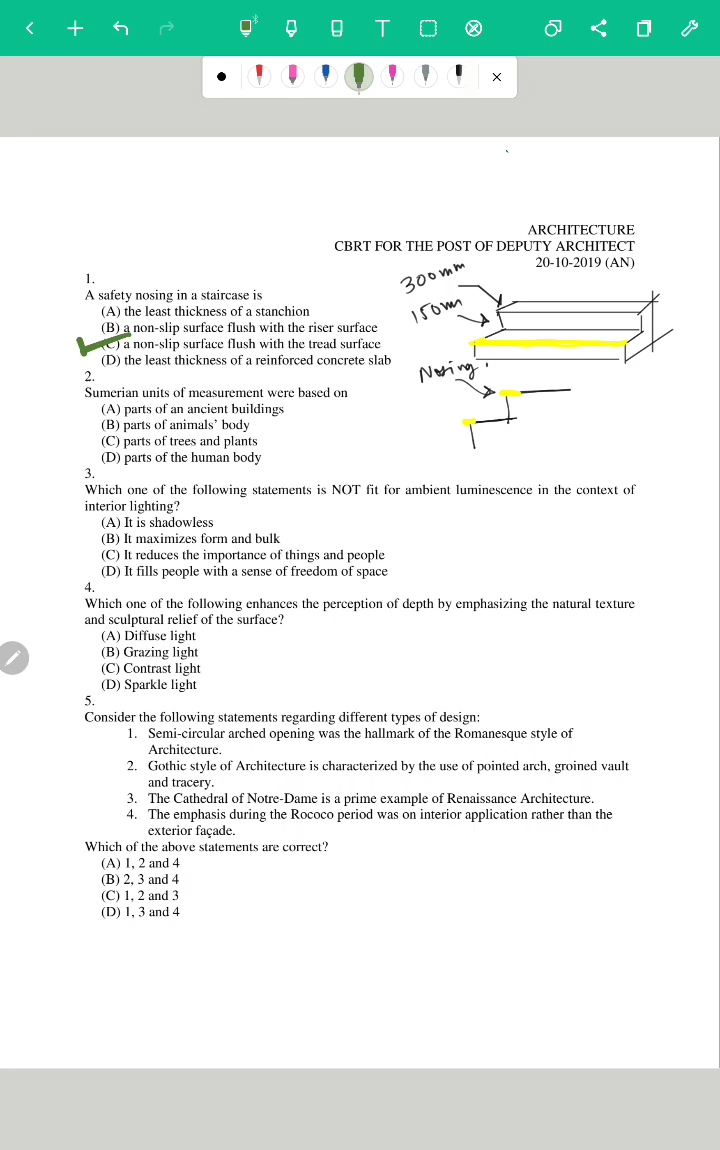 ARCHITECTURE
CBRT FOR THE POST OF DEPUTY ARCHITECT
20-10-2019 (AN)
300mm
150mm
Nosing
1.
A safety nosing in a staircase is
(A) the least thickness of a stanchion
(B) a non-slip surface flush with the riser surface
(C) a non-slip surface flush with the tread surface
(D) the least thickness of a reinforced concrete slab
2.
Sumerian units of measurement were based on
(A) parts of an ancient buildings
(B) parts of animals’ body
(C) parts of trees and plants
(D) parts of the human body
3.
Which one of the following statements is NOT fit for ambient luminescence in the context of
interior lighting?
(A) It is shadowless
(B) It maximizes form and bulk
(C) It reduces the importance of things and people
(D) It fills people with a sense of freedom of space
4.
Which one of the following enhances the perception of depth by emphasizing the natural texture
and sculptural relief of the surface?
(A) Diffuse light
(B) Grazing light
(C) Contrast light
(D) Sparkle light
5.
Consider the following statements regarding different types of design:
1. Semi-circular arched opening was the hallmark of the Romanesque style of
Architecture.
2. Gothic style of Architecture is characterized by the use of pointed arch, groined vault
and tracery.
3. The Cathedral of Notre-Dame is a prime example of Renaissance Architecture.
4. The emphasis during the Rococo period was on interior application rather than the
exterior façade.
Which of the above statements are correct?
(A) 1, 2 and 4
(B) 2, 3 and 4
(C) 1, 2 and 3
(D) 1, 3 and 4